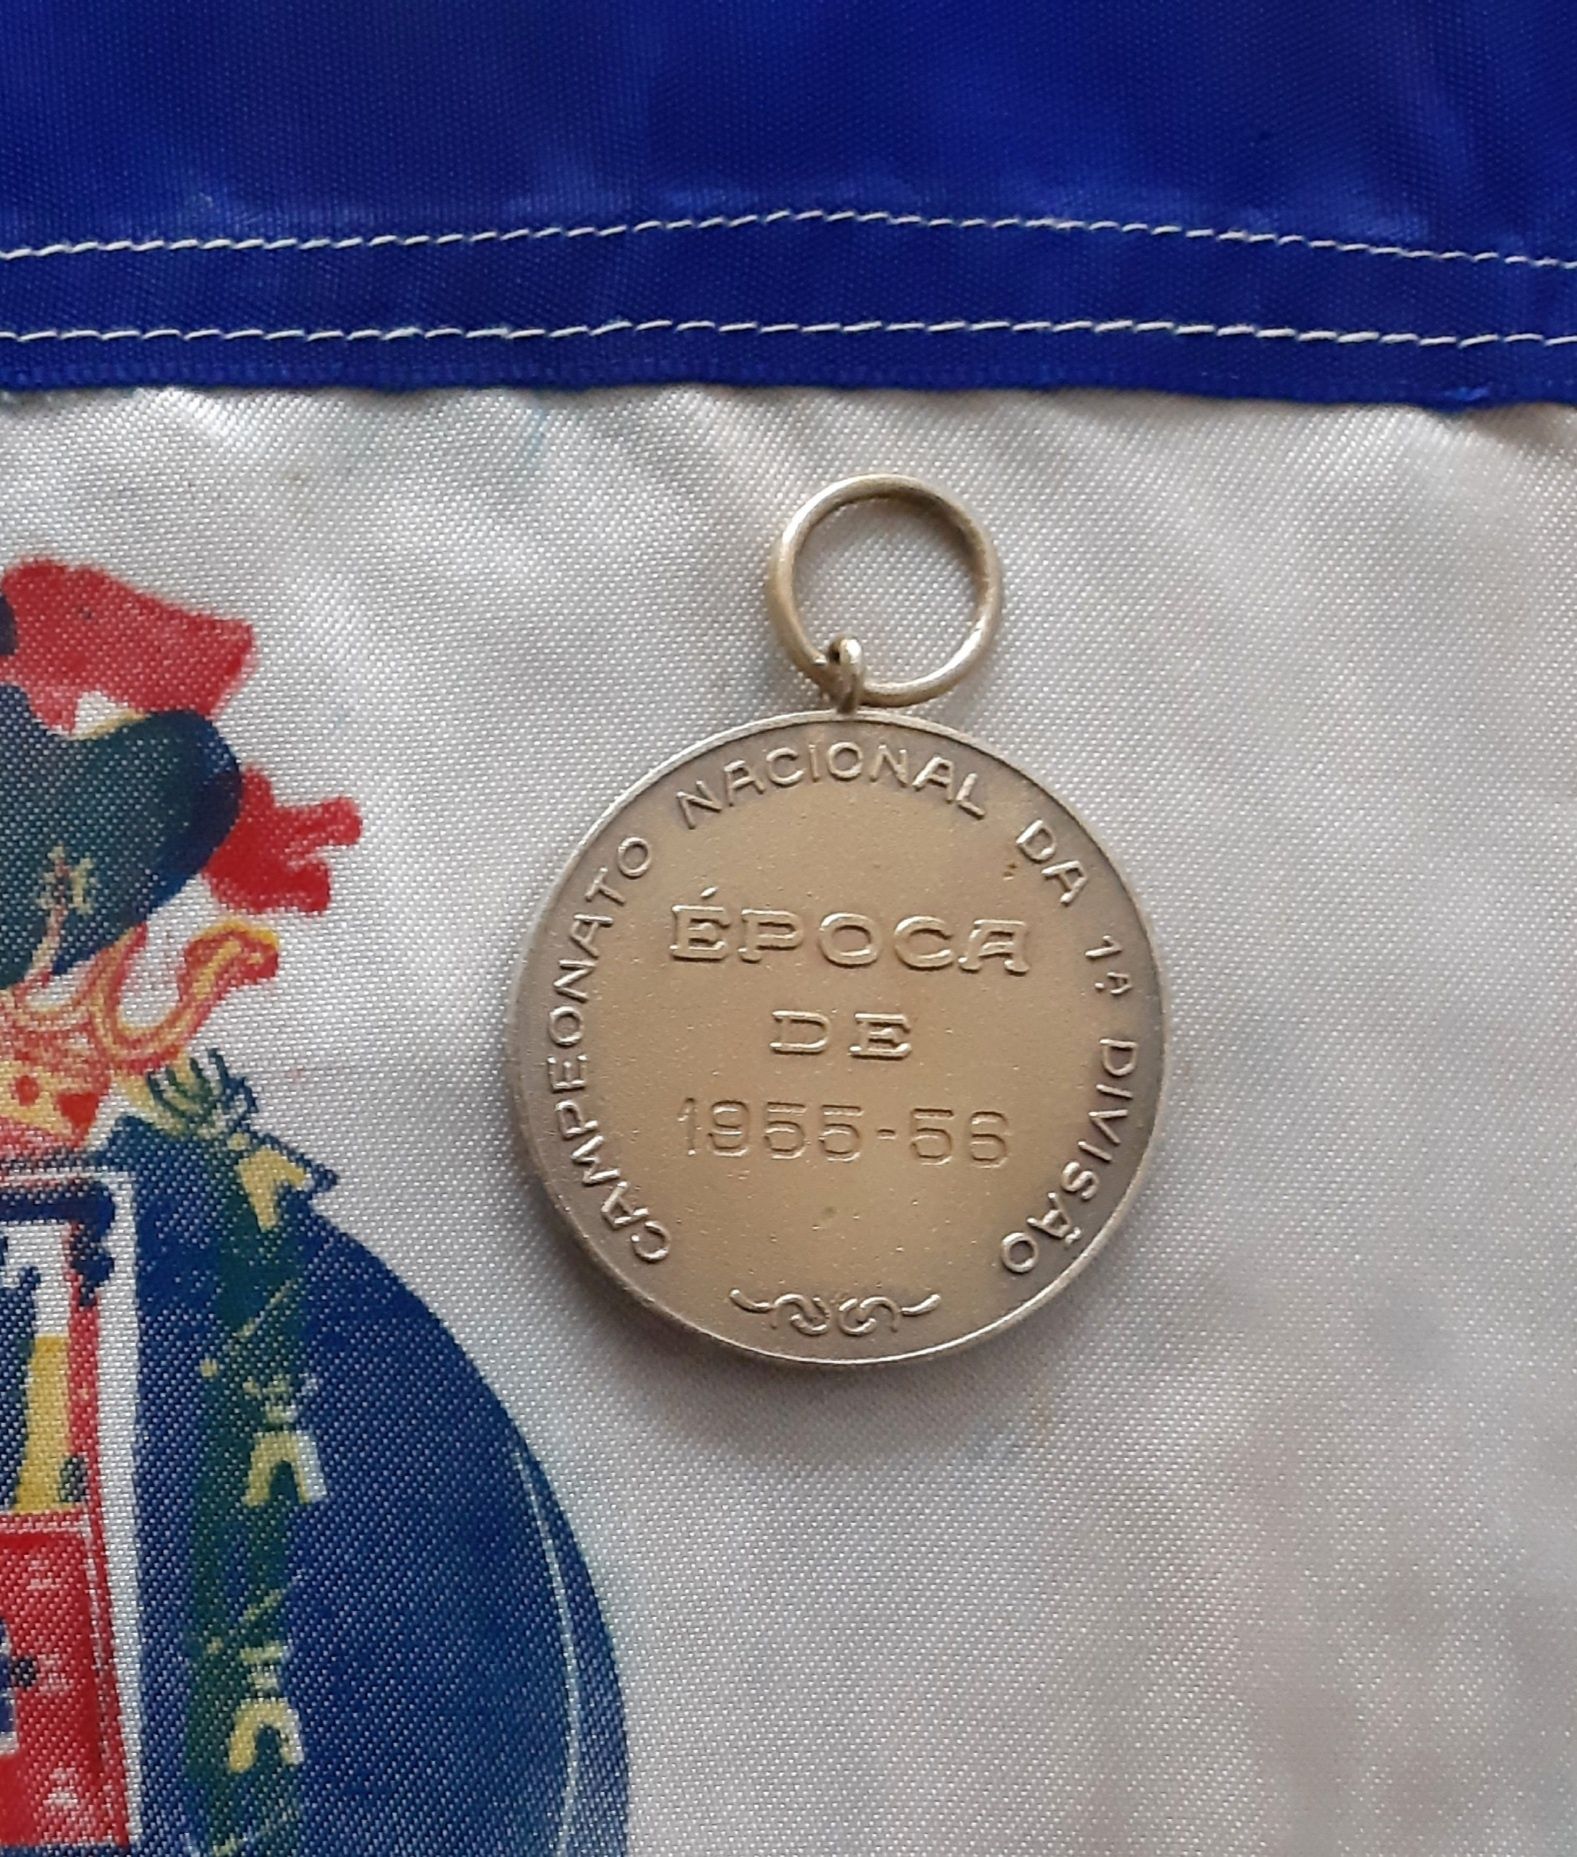 CAMPEONATO NACIONAL DA 1ª DIVISÃO
ÉPOCA
DE
1955-56